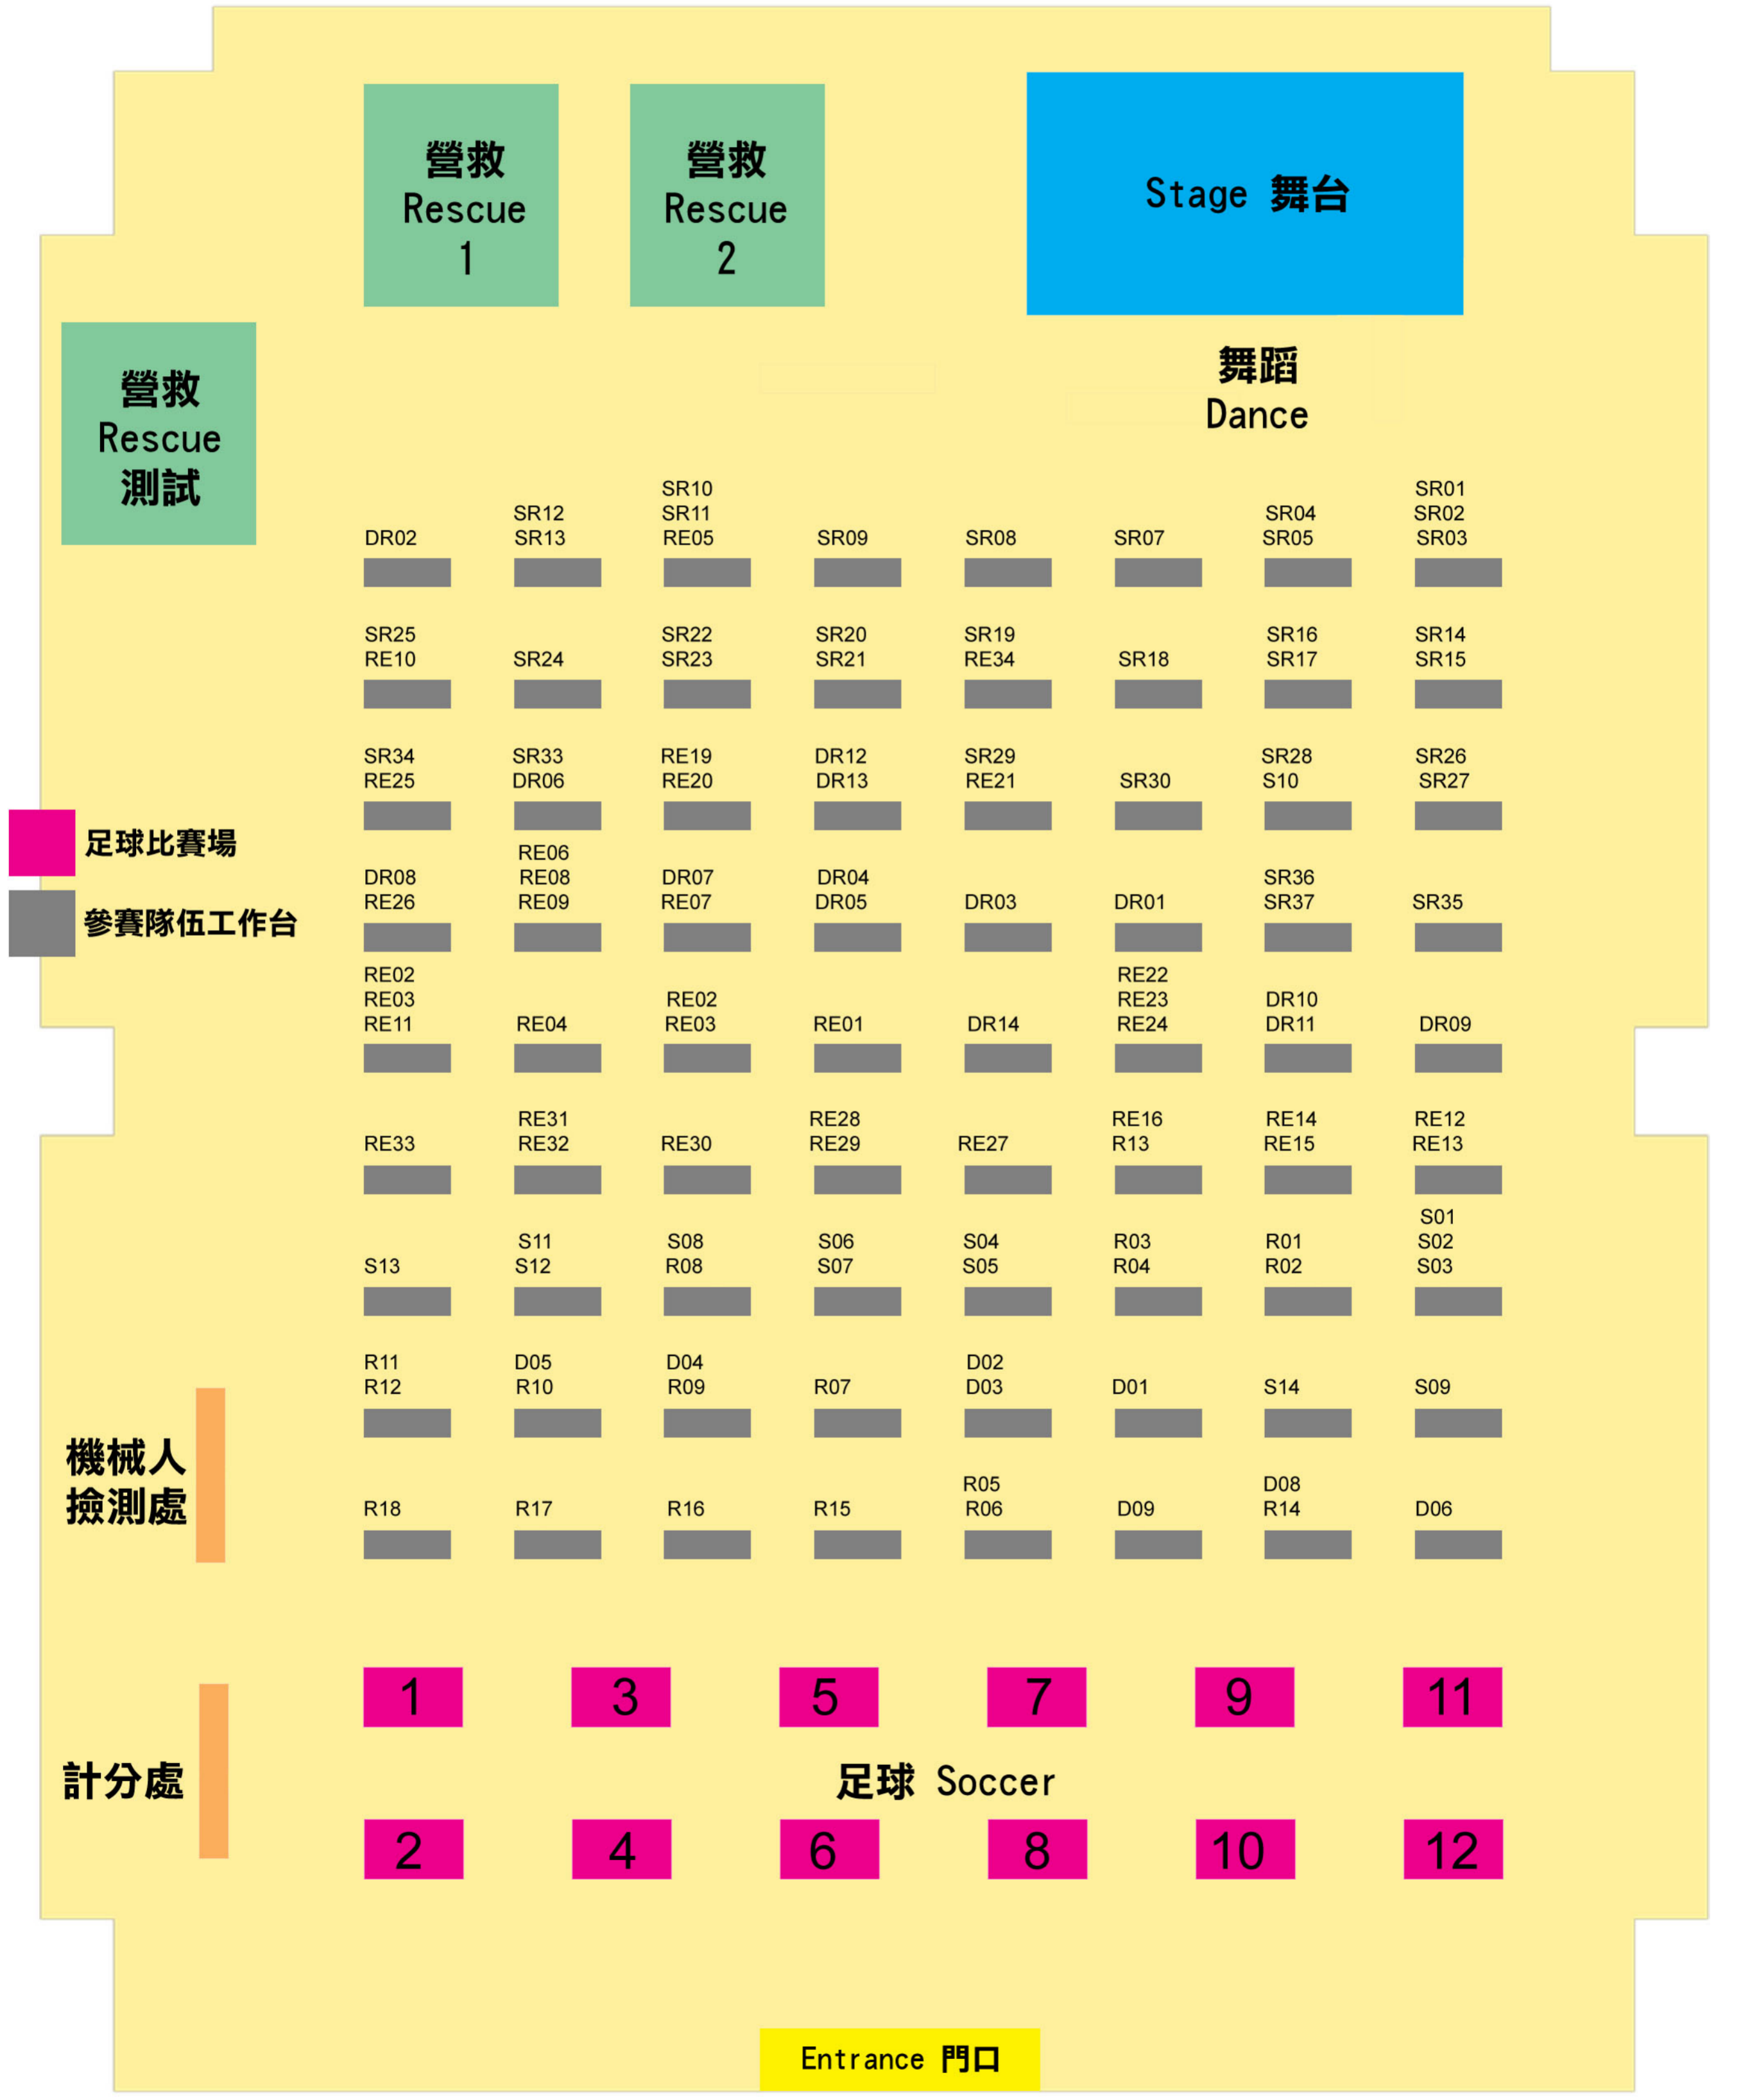 營救
Rescue
1
營救
Rescue
2
Stage 舞台
舞蹈
Dance
營救
Rescue
測試
SR10 SR01
SR12 SR11 SR04 SR02
DR02 SR13 RE05 SR09 SR08 SR07 SR05 SR03
SR25 SR22 SR20 SR19 SR16 SR14
RE10 SR24 SR23 SR21 RE34 SR18 SR17 SR15
SR34 SR33 RE19 DR12 SR29 SR28 SR26
RE25 DR06 RE20 DR13 RE21 SR30 S10 SR27
足球比賽場
參賽隊伍工作台
RE06
DR08 RE08 DR07 DR04 SR36
RE26 RE09 RE07 DR05 DR03 DR01 SR37 SR35
RE02 RE22
RE03 RE02 RE23 DR10
RE11 RE04 RE03 RE01 DR14 RE24 DR11 DR09
RE31 RE28 RE16 RE14 RE12
RE33 RE32 RE30 RE29 RE27 R13 RE15 RE13
S01
S11 S08 S06 S04 R03 R01 S02
S13 S12 R08 S07 S05 R04 R02 S03
R11 D05 D04 D02
R12 R10 R09 R07 D03 D01 S14 S09
機械人
撿測處
R05 D08
R18 R17 R16 R15 R06 D09 R14 D06
1 3 5 7 9 11
計分處
足球 Soccer
2 4 6 8 10 12
Entrance 門口